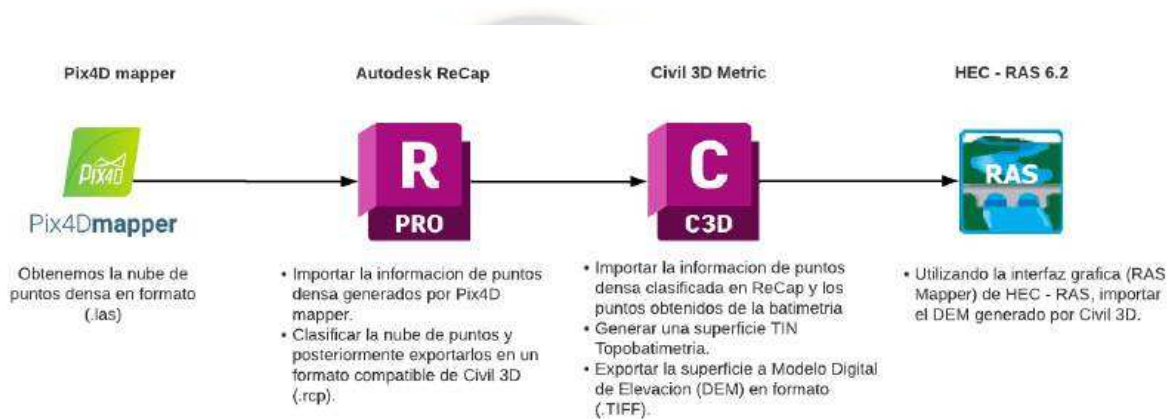 Pix4D mapper
Autodesk ReCap
Civil 3D Metric
HEC - RAS 6.2
PIX4D
Pix4Dmapper
R
PRO
C
C3D
RAS
Obtenemos la nube de
puntos densa en formato
(.las)
• Importar la informacion de puntos
densa generados por Pix4D
mapper.
• Clasificar la nube de puntos y
posteriormente exportarlos en un
formato compatible de Civil 3D
(.rcp).
• Importar la informacion de puntos
densa clasificada en ReCap y los
puntos obtenidos de la batimetria
• Generar una superficie TIN
Topobatimetria.
• Exportar la superficie a Modelo Digital
de Elevacion (DEM) en formato
(.TIFF).
• Utilizando la interfaz grafica (RAS
Mapper) de HEC - RAS, importar
el DEM generado por Civil 3D.